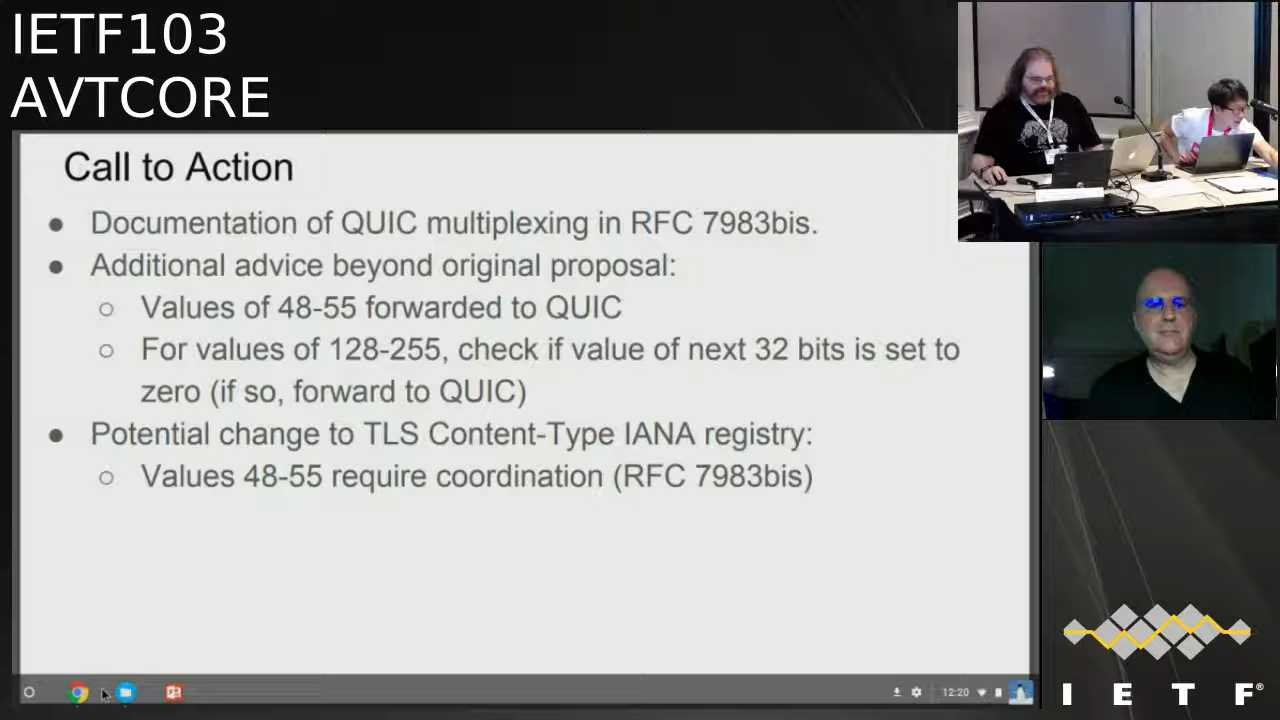 IETF103
AVTCORE
Call to Action
● Documentation of QUIC multiplexing in RFC 7983bis.
● Additional advice beyond original proposal:
○ Values of 48-55 forwarded to QUIC
○ For values of 128-255, check if value of next 32 bits is set to
zero (if so, forward to QUIC)
● Potential change to TLS Content-Type IANA registry:
○ Values 48-55 require coordination (RFC 7983bis)
12:20
I E T F®